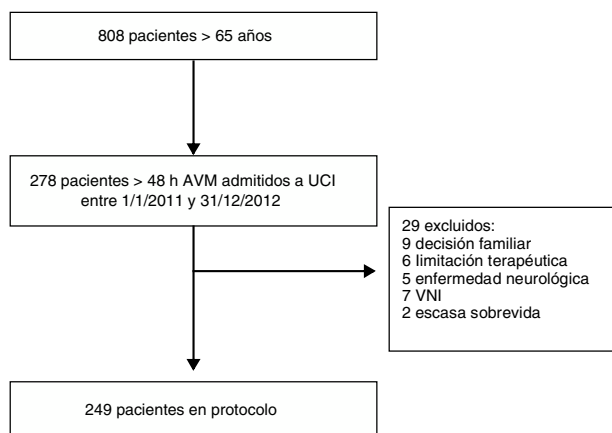 808 pacientes > 65 años
278 pacientes > 48 h AVM admitidos a UCI
entre 1/1/2011 y 31/12/2012
29 excluidos:
9 decisión familiar
6 limitación terapéutica
5 enfermedad neurológica
7 VNI
2 escasa sobrevida
249 pacientes en protocolo